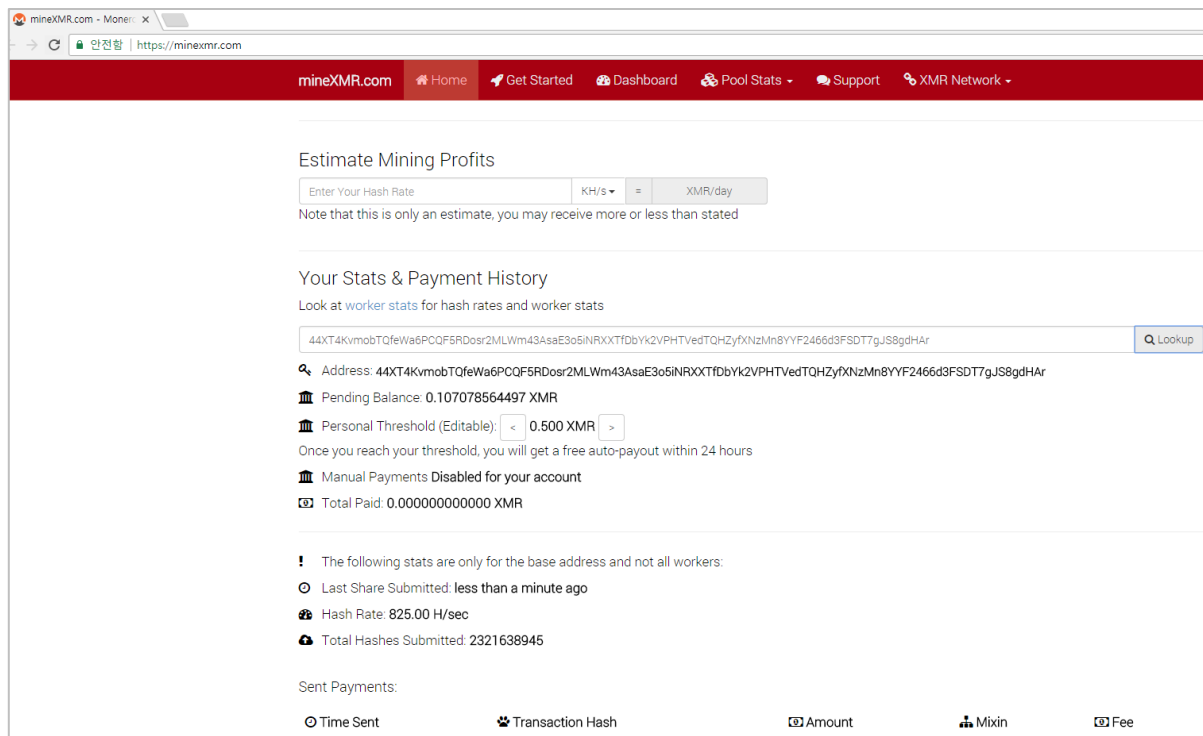 mineXMR.com - Monero
안전함 | https://minexmr.com
mineXMR.com Home Get Started Dashboard Pool Stats Support XMR Network
Estimate Mining Profits
Enter Your Hash Rate KH/s = XMR/day
Note that this is only an estimate, you may receive more or less than stated
Your Stats & Payment History
Look at worker stats for hash rates and worker stats
44XT4KvmobTQfeWa6PCQF5RDosr2MLWm43AsaE3o5iNRXXTfDbYk2VPHTVedTQHZyfXNzMn8YYF2466d3FSDT7gJS8gdHAr Lookup
Address: 44XT4KvmobTQfeWa6PCQF5RDosr2MLWm43AsaE3o5iNRXXTfDbYk2VPHTVedTQHZyfXNzMn8YYF2466d3FSDT7gJS8gdHAr
Pending Balance: 0.107078564497 XMR
Personal Threshold (Editable): < 0.500 XMR >
Once you reach your threshold, you will get a free auto-payout within 24 hours
Manual Payments Disabled for your account
Total Paid: 0.000000000000 XMR
! The following stats are only for the base address and not all workers:
Last Share Submitted: less than a minute ago
Hash Rate: 825.00 H/sec
Total Hashes Submitted: 2321638945
Sent Payments:
Time Sent Transaction Hash Amount Mixin Fee